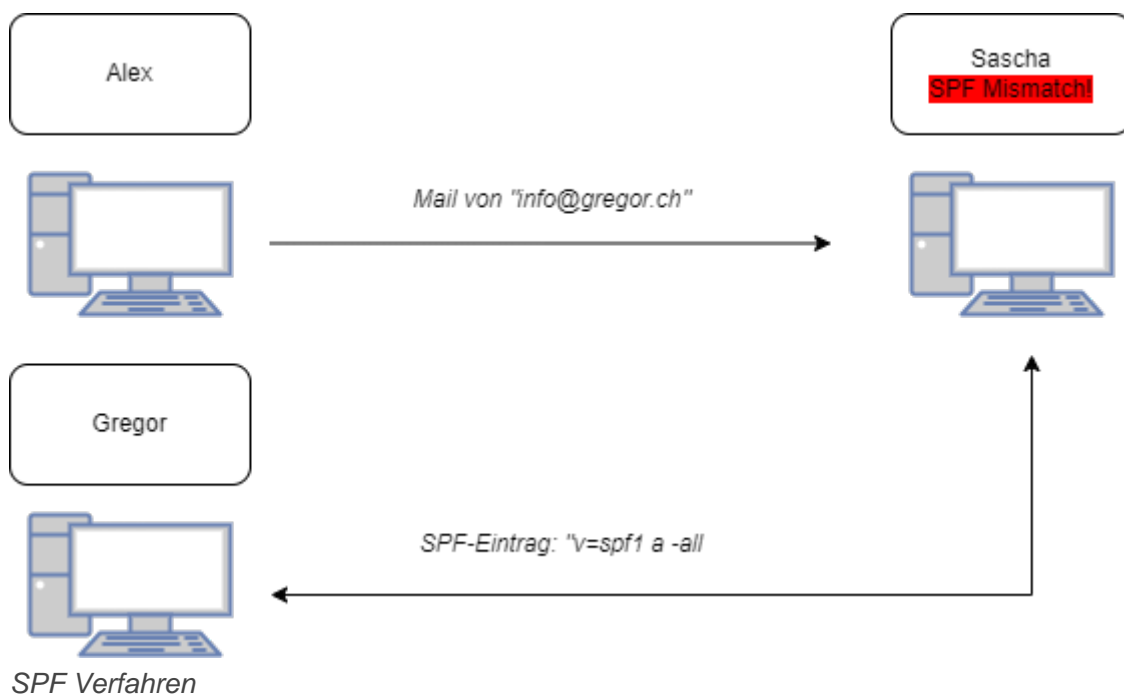 Alex
Sascha
SPF Mismatch!
Mail von "info@gregor.ch"
Gregor
SPF-Eintrag: "v=spf1 a -all
SPF Verfahren